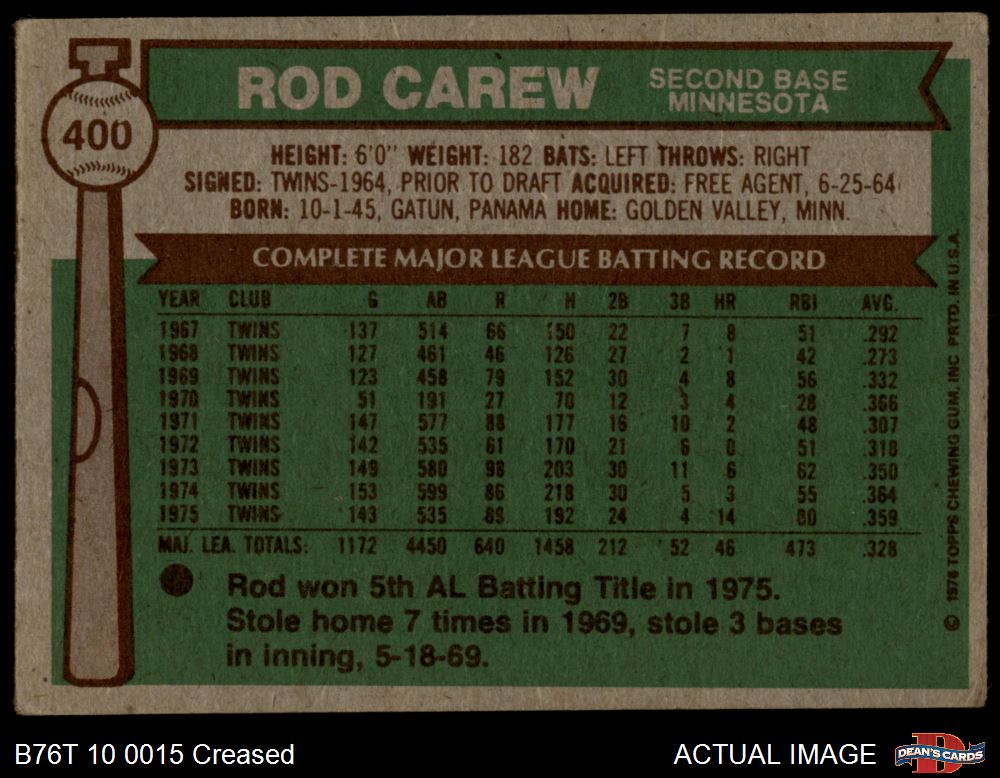 ROD CAREW
SECOND BASE
MINNESOTA
400
HEIGHT: 6'0" WEIGHT: 182 BATS: LEFT THROWS: RIGHT
SIGNED: TWINS-1964, PRIOR TO DRAFT ACQUIRED: FREE AGENT, 6-25-64
BORN: 10-1-45, GATUN, PANAMA HOME: GOLDEN VALLEY, MINN.
COMPLETE MAJOR LEAGUE BATTING RECORD
YEAR CLUB G AB R H 2B 3B HR RBI AVG.
1967 TWINS 137 514 66 150 22 7 8 51 .292
1968 TWINS 127 461 46 126 27 2 1 42 .273
1969 TWINS 123 458 79 152 30 4 8 56 .332
1970 TWINS 51 191 27 70 12 3 4 28 .366
1971 TWINS 147 577 88 177 16 10 2 48 .307
1972 TWINS 142 535 61 170 21 6 0 51 .318
1973 TWINS 149 580 98 203 30 11 6 62 .350
1974 TWINS 153 599 86 218 30 5 3 55 .364
1975 TWINS 143 535 89 192 24 4 14 80 .359
MAJ. LEA. TOTALS: 1172 4450 640 1458 212 52 46 473 .328
Rod won 5th AL Batting Title in 1975.
Stole home 7 times in 1969, stole 3 bases
in inning, 5-18-69.
© 1976 TOPPS CHEWING GUM, INC PRTD. IN U.S.A.
B76T 10 0015 Creased
ACTUAL IMAGE
DEAN'S CARDS